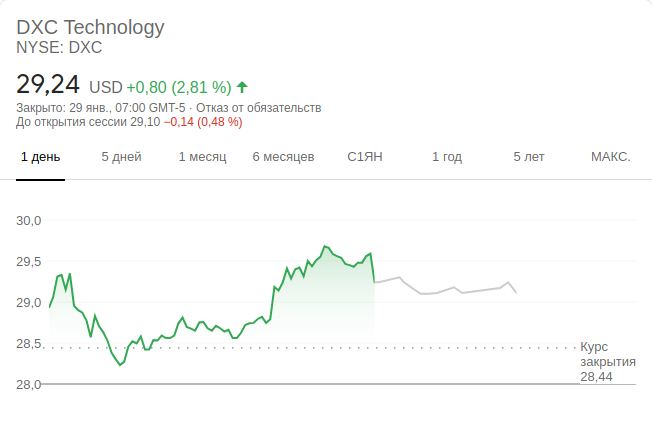 DXC Technology
NYSE: DXC
29,24 USD +0,80 (2,81 %)
Закрыто: 29 янв., 07:00 GMT-5 · Отказ от обязательств
До открытия сессии 29,10 −0,14 (0,48 %)
1 день 5 дней 1 месяц 6 месяцев С1ЯН 1 год 5 лет МАКС.
30,0
29,5
29,0
28,5
28,0
Курс
закрытия
28,44